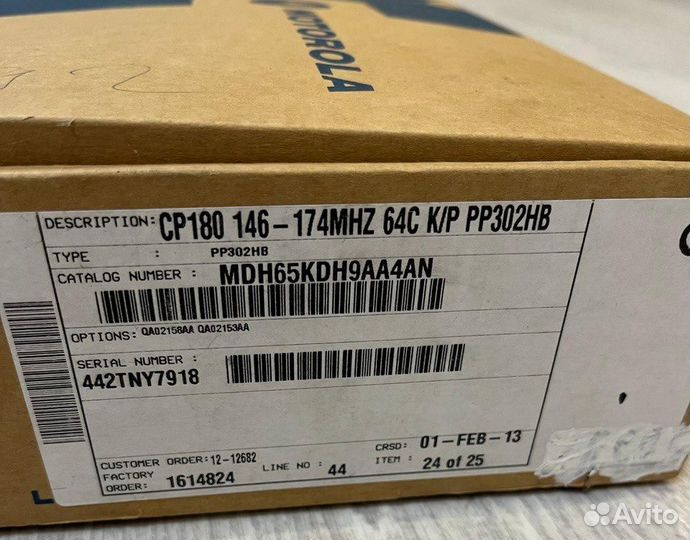 MOTOROLA
DESCRIPTION: CP180 146-174MHZ 64C K/P PP302HB
TYPE : PP302HB
CATALOG NUMBER : MDH65KDH9AA4AN
OPTIONS: QA02158AA QA02153AA
SERIAL NUMBER :
442TNY7918
CUSTOMER ORDER: 12-12682
CRSD: 01-FEB-13
FACTORY ORDER: 1614824
LINE NO : 44
ITEM : 24 of 25
Avito